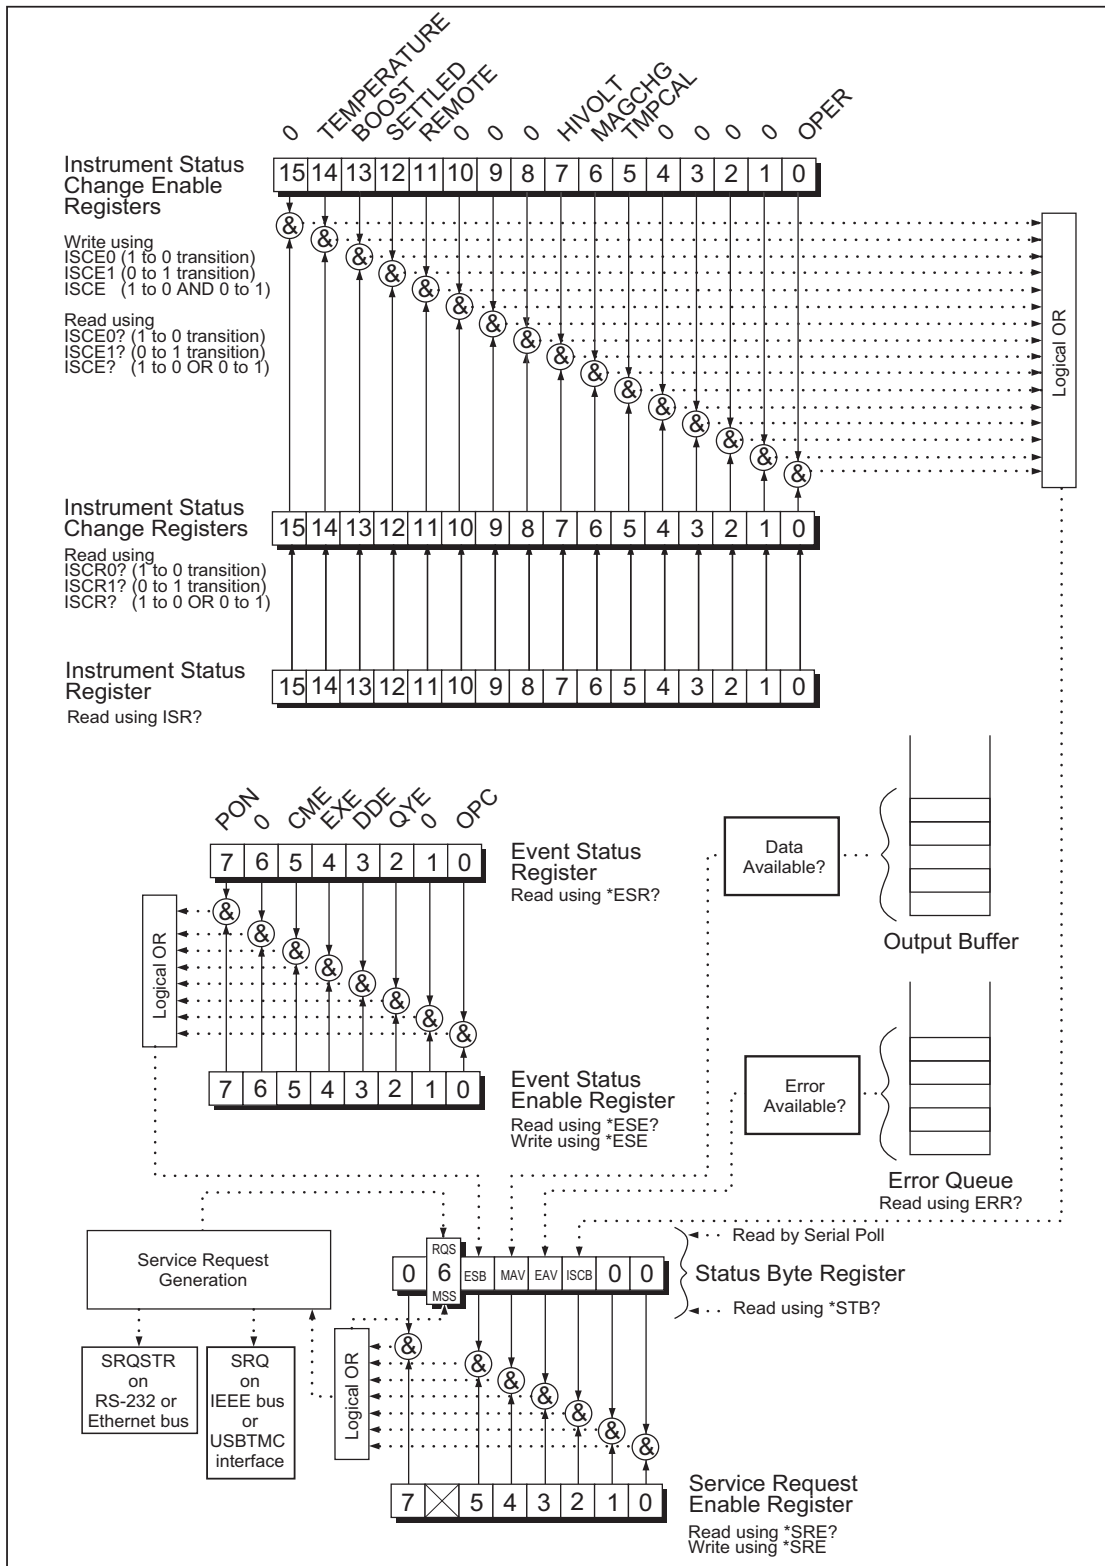 0 TEMPERATURE BOOST SETTLED REMOTE 0 0 0 HIVOLT MAGCHG TMPCAL 0 0 0 0 OPER
Instrument Status
Change Enable
Registers
15 14 13 12 11 10 9 8 7 6 5 4 3 2 1 0
Write using
ISCE0 (1 to 0 transition)
ISCE1 (0 to 1 transition)
ISCE (1 to 0 AND 0 to 1)
Read using
ISCE0? (1 to 0 transition)
ISCE1? (0 to 1 transition)
ISCE? (1 to 0 OR 0 to 1)
& & & & & & & & & & & & & & & &
Logical OR
Instrument Status
Change Registers
15 14 13 12 11 10 9 8 7 6 5 4 3 2 1 0
Read using
ISCR0? (1 to 0 transition)
ISCR1? (0 to 1 transition)
ISCR? (1 to 0 OR 0 to 1)
Instrument Status
Register
15 14 13 12 11 10 9 8 7 6 5 4 3 2 1 0
Read using ISR?
PON 0 CME EXE DDE QYE 0 OPC
7 6 5 4 3 2 1 0
Event Status
Register
Read using *ESR?
Logical OR
& & & & & & & &
Data
Available?
Output Buffer
7 6 5 4 3 2 1 0
Event Status
Enable Register
Read using *ESE?
Write using *ESE
Error
Available?
Error Queue
Read using ERR?
Service Request
Generation
0 RQS 6 MSS ESB MAV EAV ISCB 0 0
Read by Serial Poll
Status Byte Register
Read using *STB?
SRQSTR
on
RS-232 or
Ethernet bus
SRQ
on
IEEE bus
or
USBTMC
interface
Logical OR
& & & & & & &
7 5 4 3 2 1 0
Service Request
Enable Register
Read using *SRE?
Write using *SRE